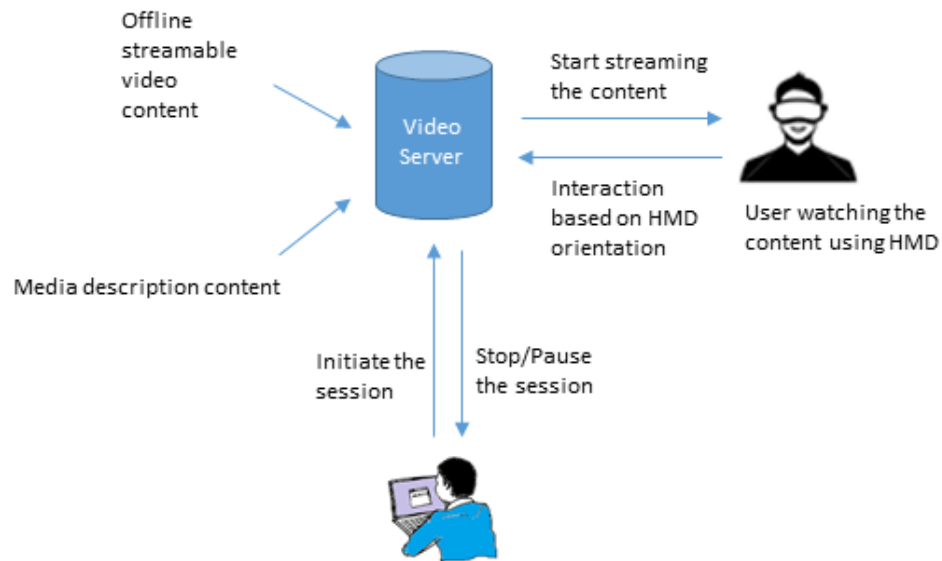 Offline
streamable
video
content
Video
Server
Start streaming
the content
Interaction
based on HMD
orientation
User watching the
content using HMD
Media description content
Initiate the
session
Stop/Pause
the session